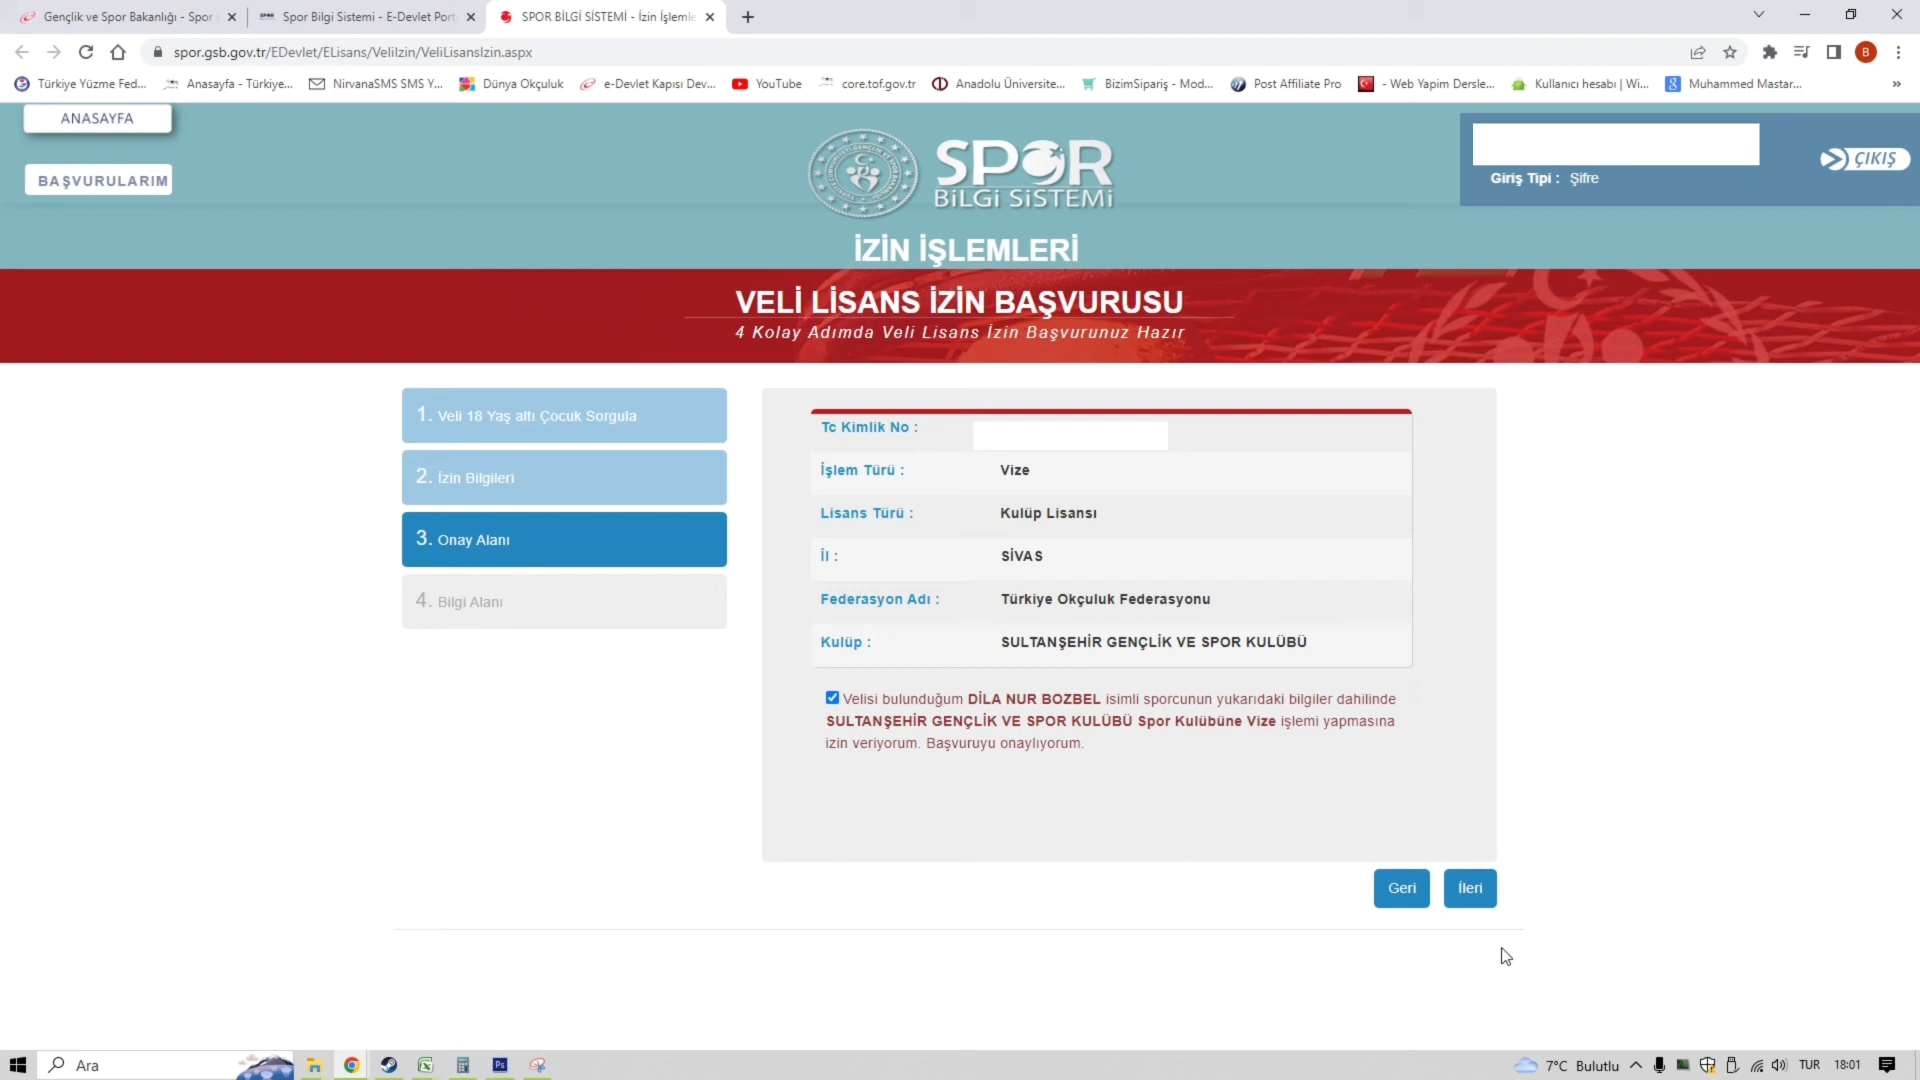 Gençlik ve Spor Bakanlığı - Spor
Spor Bilgi Sistemi - E-Devlet Port
SPOR BİLGİ SİSTEMİ - İzin İşleml
spor.gsb.gov.tr/EDevlet/ELisans/VeliIzin/VeliLisansIzin.aspx
B
Türkiye Yüzme Fed...
Anasayfa - Türkiye...
NirvanaSMS SMS Y...
Dünya Okçuluk
e-Devlet Kapısı Dev...
YouTube
core.tof.gov.tr
Anadolu Üniversite...
BizimSipariş - Mod...
Post Affiliate Pro
- Web Yapim Dersle...
Kullanıcı hesabı | Wi...
Muhammed Mastar...
»
ANASAYFA
BAŞVURULARIM
SPOR
BİLGİ SİSTEMİ
Giriş Tipi : Şifre
ÇIKIŞ
İZİN İŞLEMLERİ
VELİ LİSANS İZİN BAŞVURUSU
4 Kolay Adımda Veli Lisans İzin Başvurunuz Hazır
1. Veli 18 Yaş altı Çocuk Sorgula
2. İzin Bilgileri
3. Onay Alanı
4. Bilgi Alanı
Tc Kimlik No :
İşlem Türü : Vize
Lisans Türü : Kulüp Lisansı
İl : SİVAS
Federasyon Adı : Türkiye Okçuluk Federasyonu
Kulüp : SULTANŞEHİR GENÇLİK VE SPOR KULÜBÜ
Velisi bulunduğum DİLA NUR BOZBEL isimli sporcunun yukarıdaki bilgiler dahilinde
SULTANŞEHİR GENÇLİK VE SPOR KULÜBÜ Spor Kulübüne Vize işlemi yapmasına
izin veriyorum. Başvuruyu onaylıyorum.
Geri
İleri
Ara
Ps
7°C Bulutlu
TUR
18:01